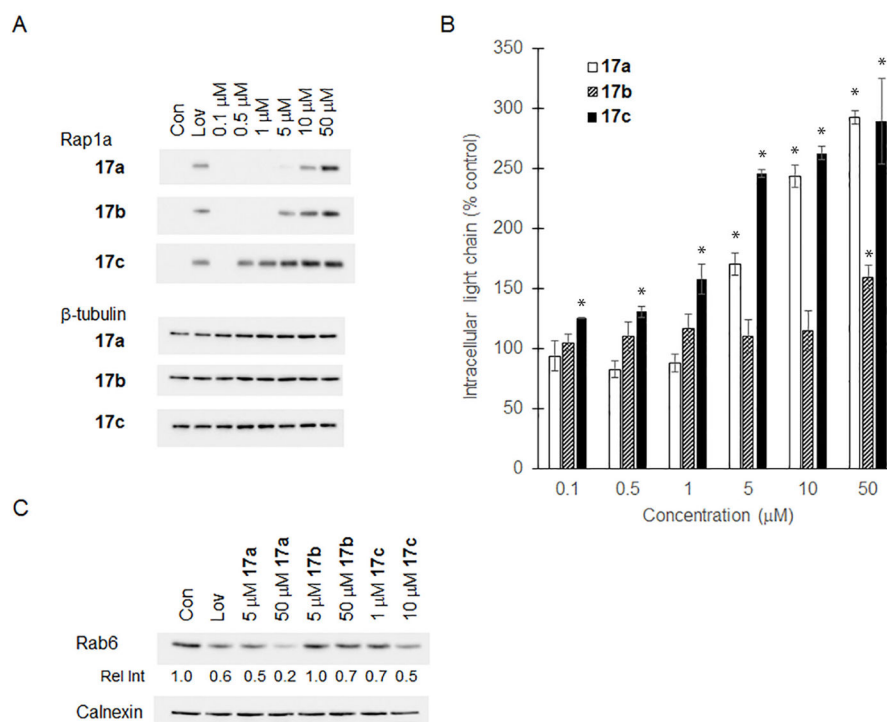 A
Con
Lov
0.1 μM
0.5 μM
1 μM
5 μM
10 μM
50 μM
Rap1a
17a
17b
17c
β-tubulin
17a
17b
17c
B
Intracellular light chain (% control)
350
300
250
200
150
100
50
0
17a
17b
17c
* * * * * * * * * *
0.1 0.5 1 5 10 50
Concentration (μM)
C
Con
Lov
5 μM 17a
50 μM 17a
5 μM 17b
50 μM 17b
1 μM 17c
10 μM 17c
Rab6
Rel Int 1.0 0.6 0.5 0.2 1.0 0.7 0.7 0.5
Calnexin